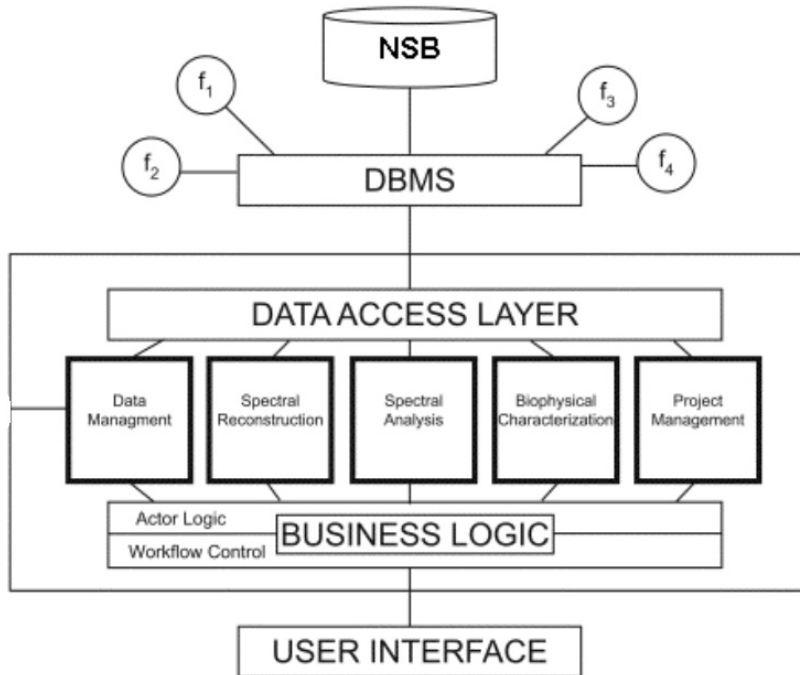 NSB
f1
f3
f2
f4
DBMS
DATA ACCESS LAYER
Data
Managment
Spectral
Reconstruction
Spectral
Analysis
Biophysical
Characterization
Project
Management
Actor Logic
BUSINESS LOGIC
Workflow Control
USER INTERFACE